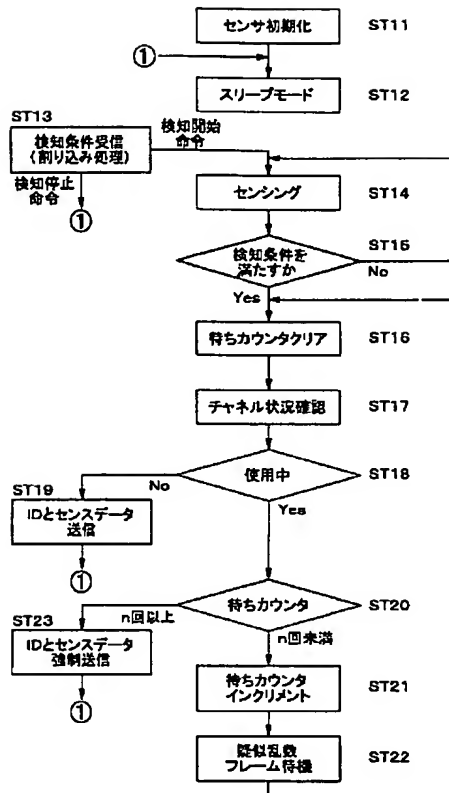 センサ初期化
ST11
①
スリープモード
ST12
ST13
検知条件受信
(割り込み処理)
検知開始
命令
検知停止
命令
①
センシング
ST14
検知条件を
満たすか
ST15
No
Yes
待ちカウンタクリア
ST16
チャネル状況確認
ST17
使用中
ST18
No
Yes
ST19
IDとセンスデータ
送信
①
待ちカウンタ
ST20
n回以上
n回未満
ST23
IDとセンスデータ
強制送信
①
待ちカウンタ
インクリメント
ST21
疑似乱数
フレーム待機
ST22